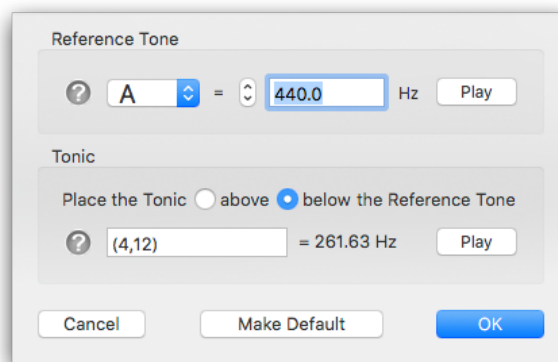 Reference Tone
? A = 440.0 Hz Play
Tonic
Place the Tonic above below the Reference Tone
? (4,12) = 261.63 Hz Play
Cancel Make Default OK